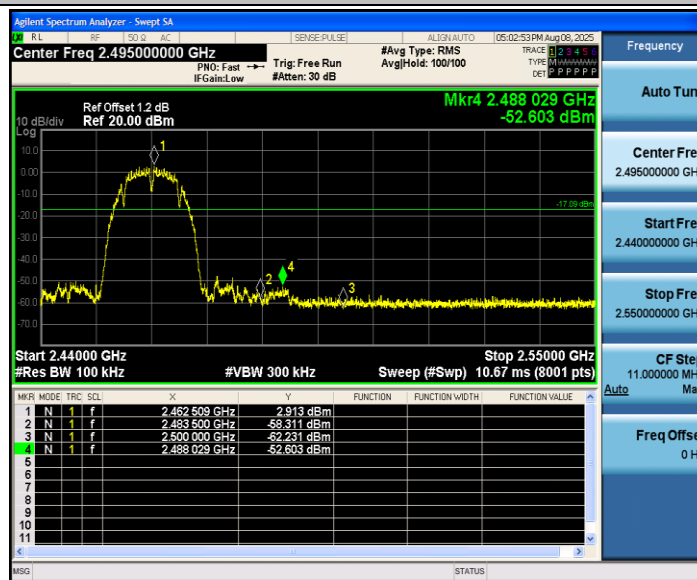 Agilent Spectrum Analyzer - Swept SA
LXI RL RF 50 Ω AC SENSE:PULSE ALIGN AUTO 05:02:53 PM Aug 08, 2025
Center Freq 2.495000000 GHz
PNO: Fast
IFGain:Low
Trig: Free Run
#Atten: 30 dB
#Avg Type: RMS
Avg|Hold: 100/100
TRACE 1 2 3 4 5 6
TYPE M W W W W W
DET P P P P P P
Ref Offset 1.2 dB
10 dB/div Ref 20.00 dBm
Log
Mkr4 2.488 029 GHz
-52.603 dBm
10.0
0.00
-10.0
-20.0
-30.0
-40.0
-50.0
-60.0
-70.0
1
2
3
4
-17.09 dBm
Start 2.44000 GHz Stop 2.55000 GHz
#Res BW 100 kHz #VBW 300 kHz Sweep (#Swp) 10.67 ms (8001 pts)
MKR MODE TRC SCL X Y FUNCTION FUNCTION WIDTH FUNCTION VALUE
1 N 1 f 2.462 509 GHz 2.913 dBm
2 N 1 f 2.483 500 GHz -58.311 dBm
3 N 1 f 2.500 000 GHz -62.231 dBm
4 N 1 f 2.488 029 GHz -52.603 dBm
5
6
7
8
9
10
11
MSG STATUS
Frequency
Auto Tun
Center Fre
2.495000000 GH
Start Fre
2.440000000 GH
Stop Fre
2.550000000 GH
CF Ste
11.000000 MH
Auto Ma
Freq Offse
0 H